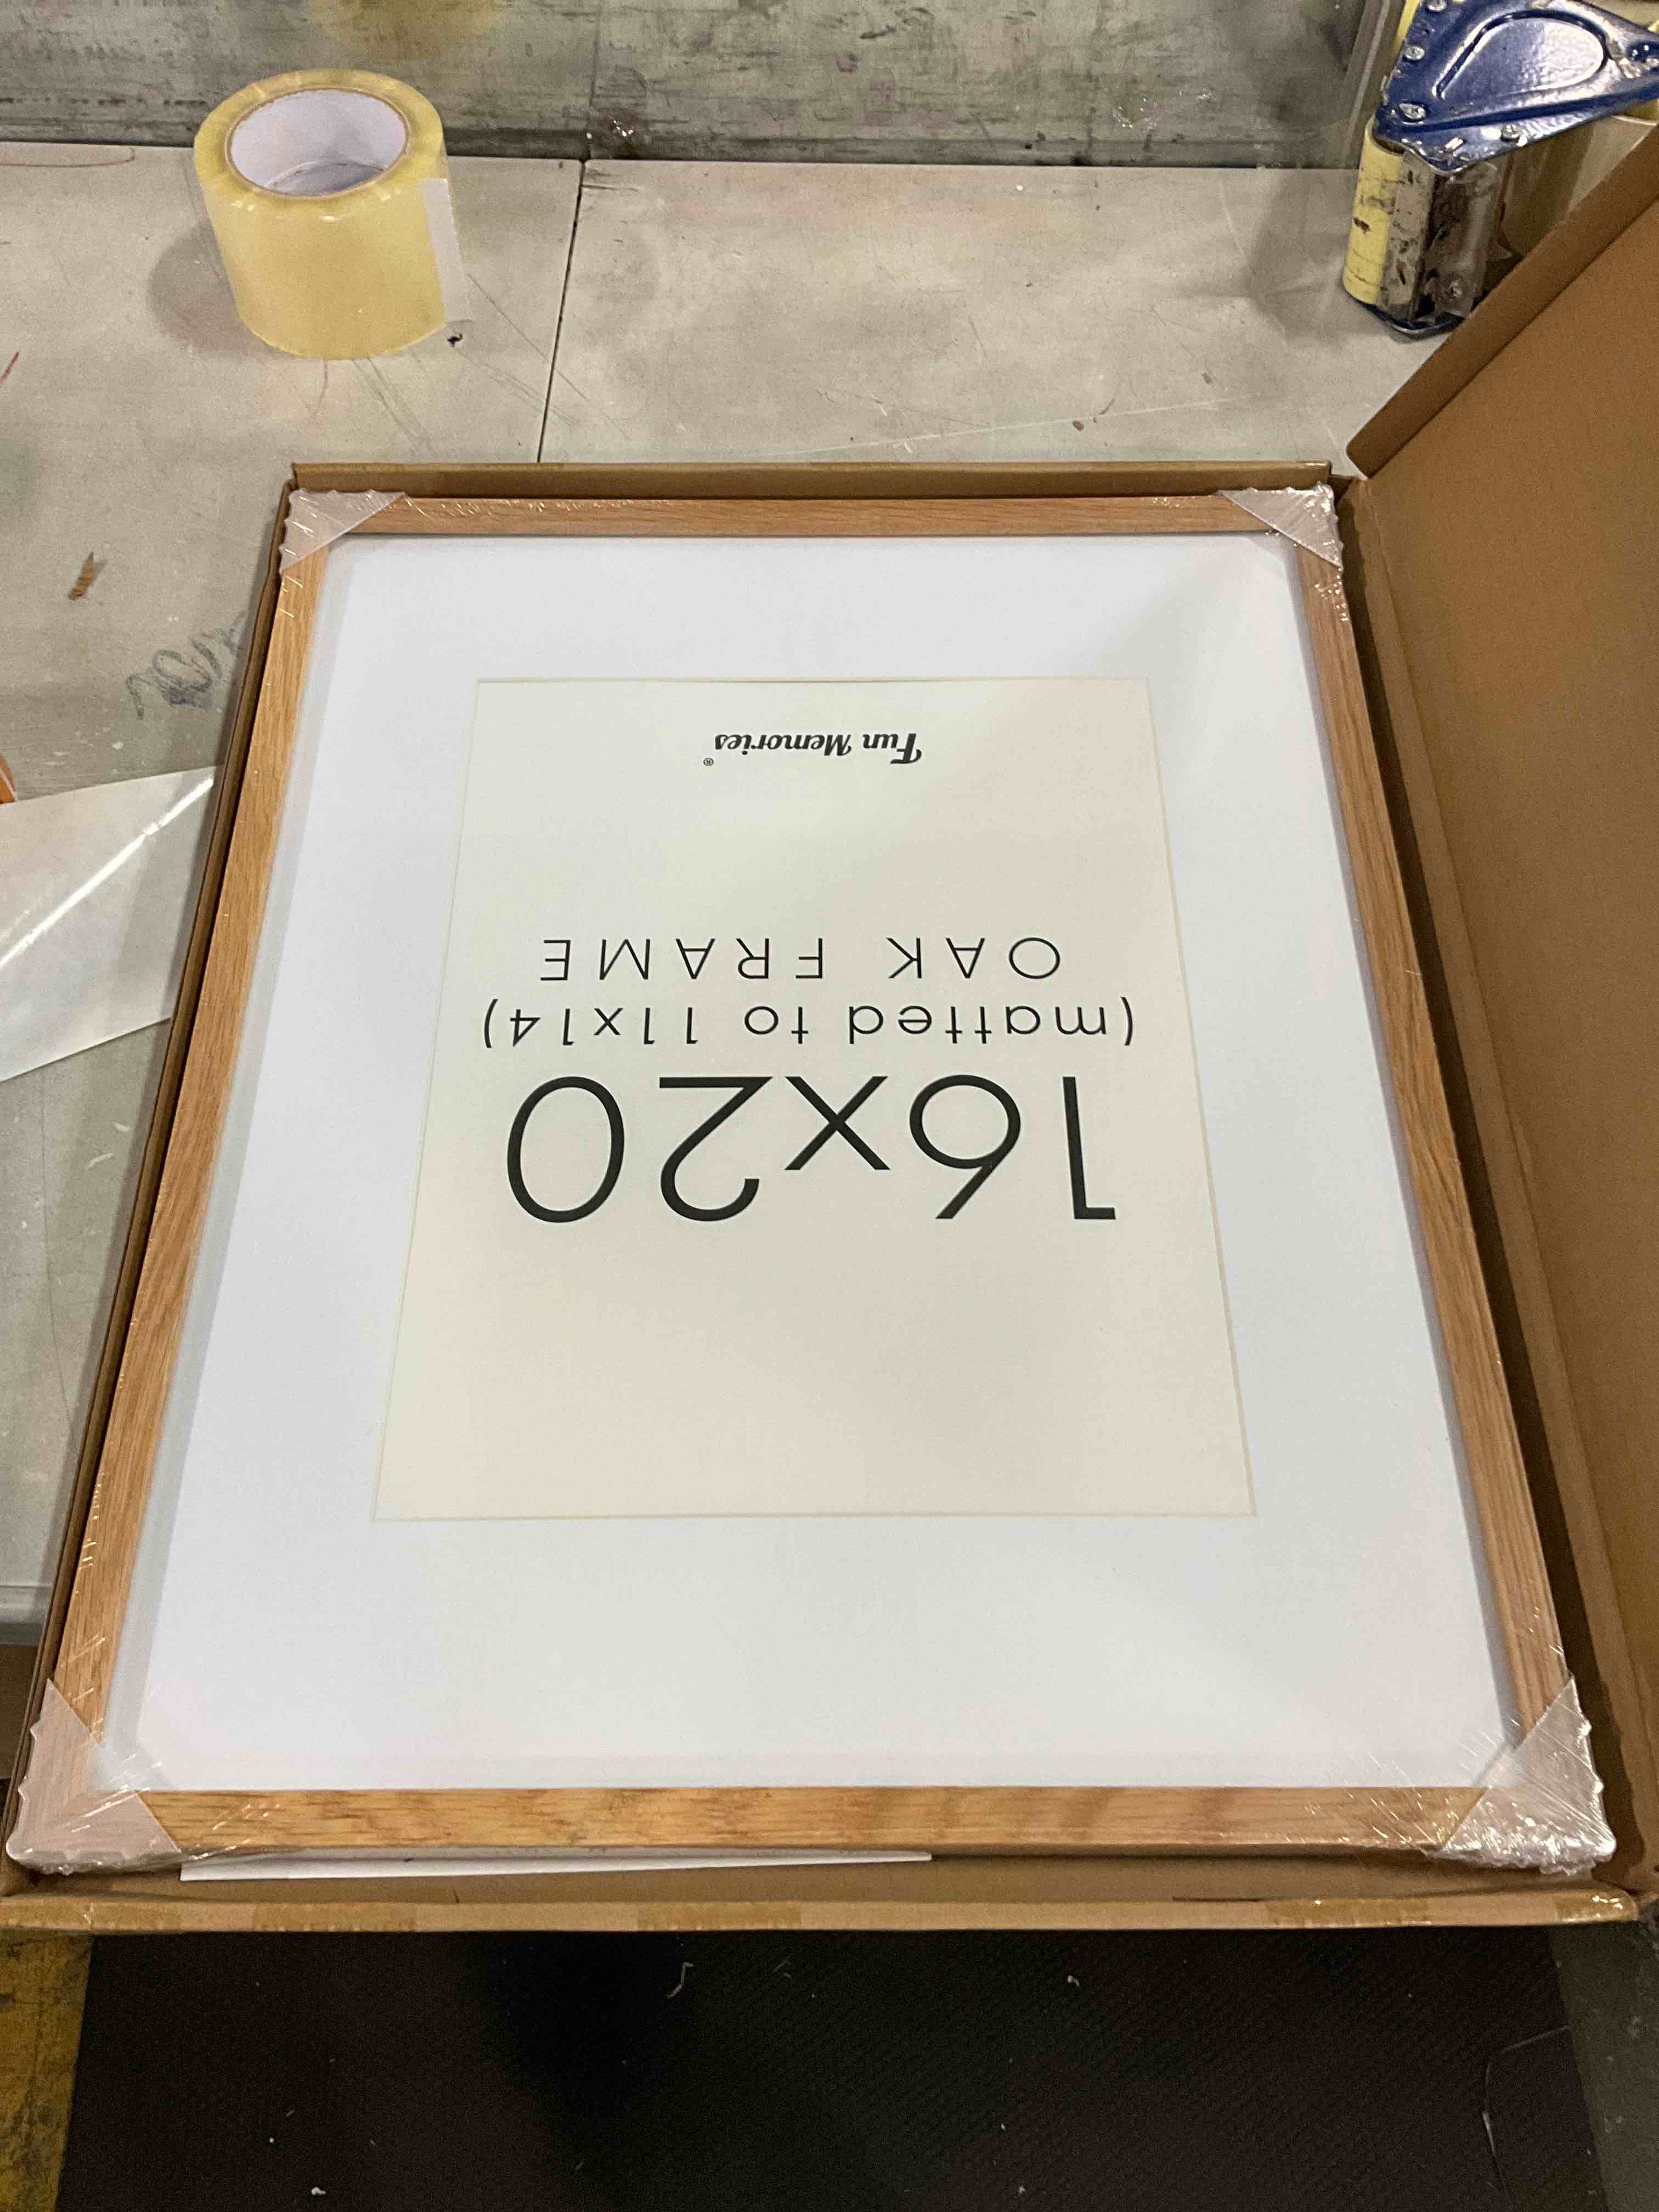 16x20
(matted to 11x14)
OAK FRAME
Fun Memories®